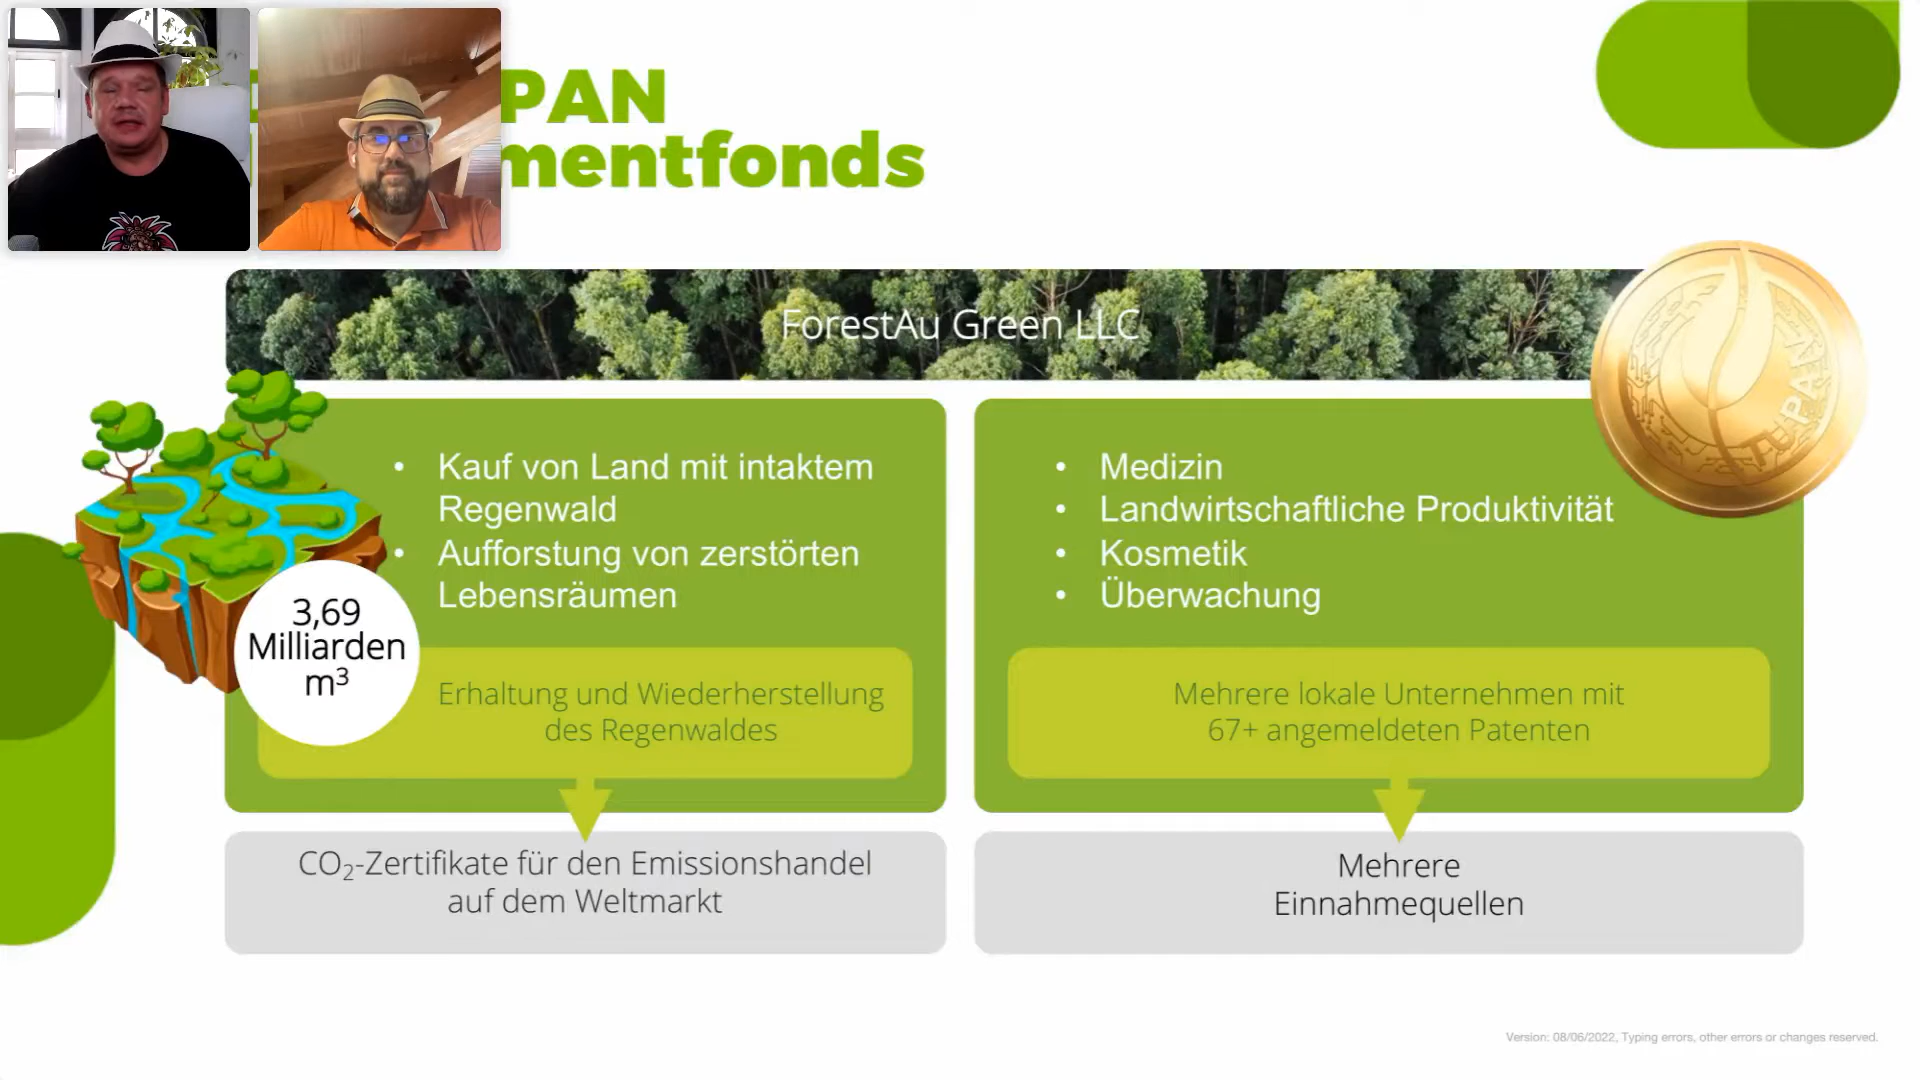 PAN
mentfonds
ForestAu Green LLC
TUPAN
• Kauf von Land mit intaktem
Regenwald
• Aufforstung von zerstörten
Lebensräumen
3,69
Milliarden
m³
Erhaltung und Wiederherstellung
des Regenwaldes
CO₂-Zertifikate für den Emissionshandel
auf dem Weltmarkt
• Medizin
• Landwirtschaftliche Produktivität
• Kosmetik
• Überwachung
Mehrere lokale Unternehmen mit
67+ angemeldeten Patenten
Mehrere
Einnahmequellen
Version: 08/06/2022, Typing errors, other errors or changes reserved.